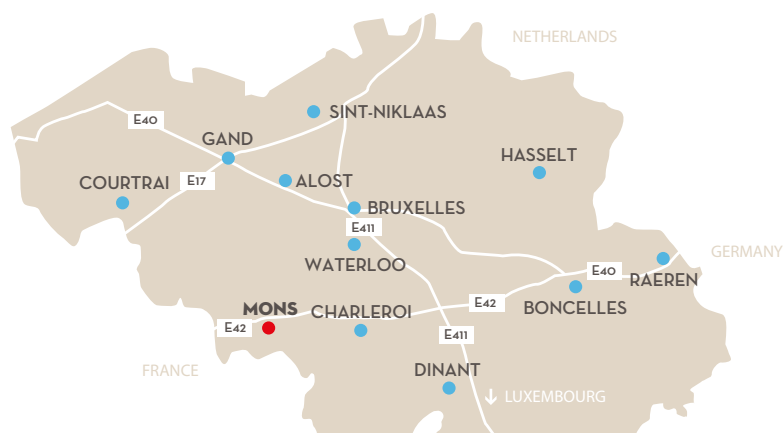 NETHERLANDS
SINT-NIKLAAS
E40
GAND
HASSELT
COURTRAI
E17
ALOST
BRUXELLES
E411
GERMANY
WATERLOO
E40
RAEREN
MONS
CHARLEROI
E42
BONCELLES
E42
E411
FRANCE
DINANT
LUXEMBOURG